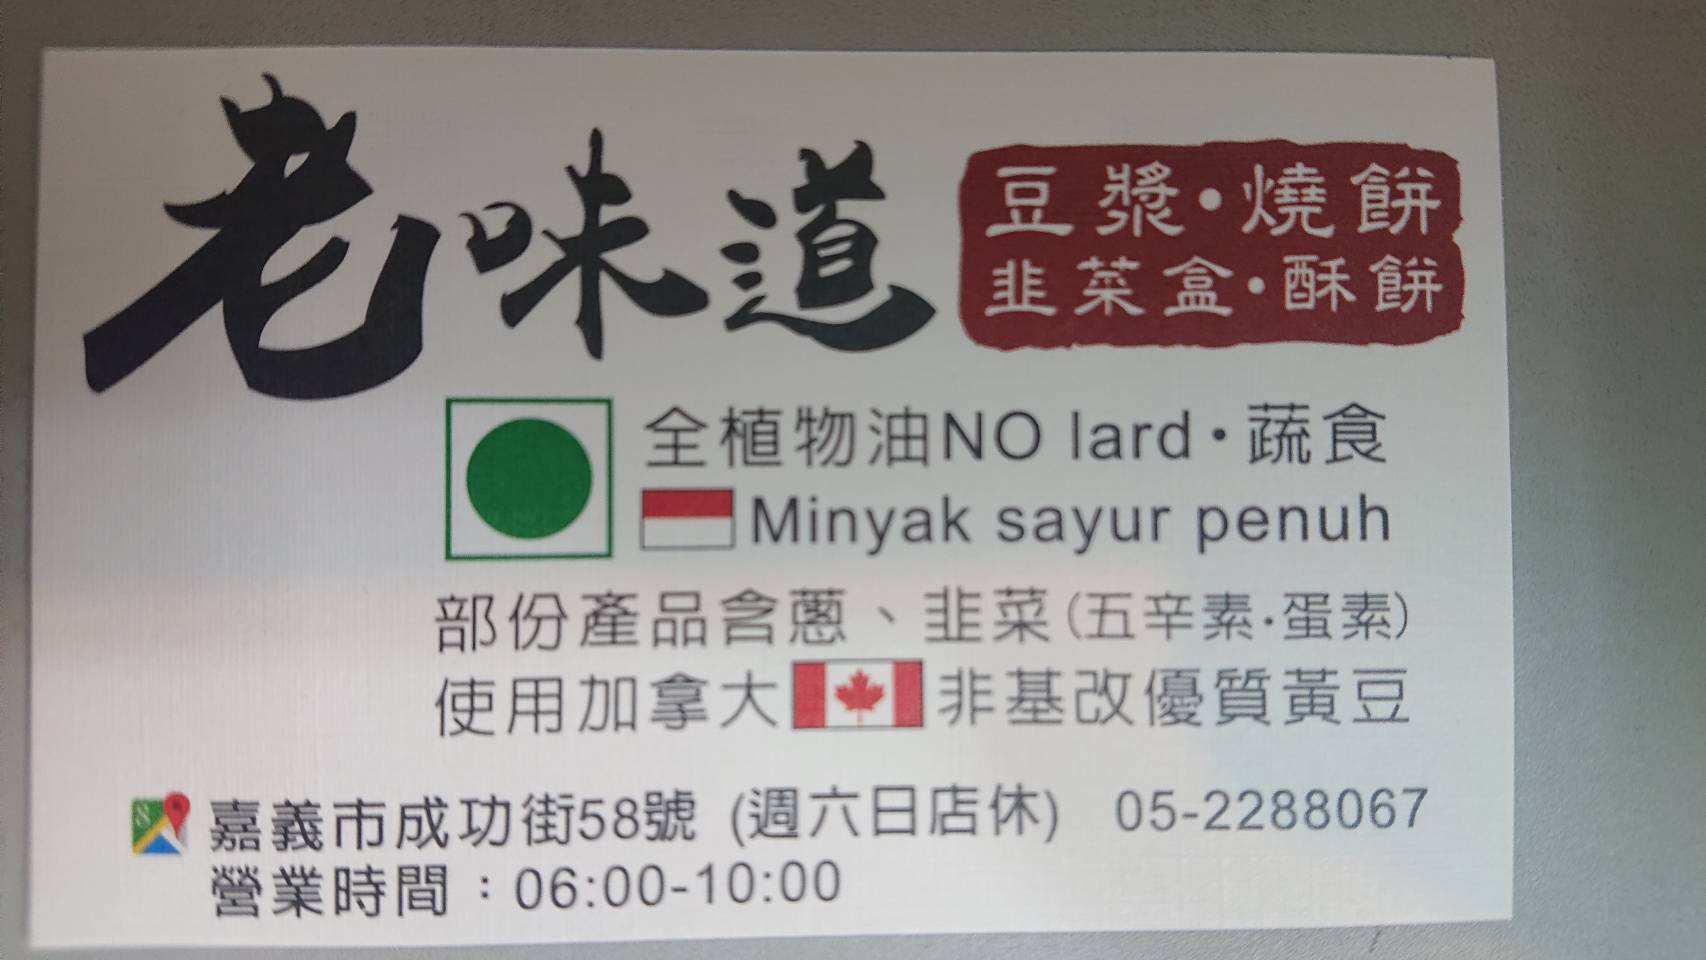 老味道
豆漿·燒餅
韭菜盒·酥餅
全植物油NO lard·蔬食
Minyak sayur penuh
部份產品含蔥、韭菜(五辛素·蛋素)
使用加拿大非基改優質黃豆
嘉義市成功街58號 (週六日店休) 05-2288067
營業時間：06:00-10:00